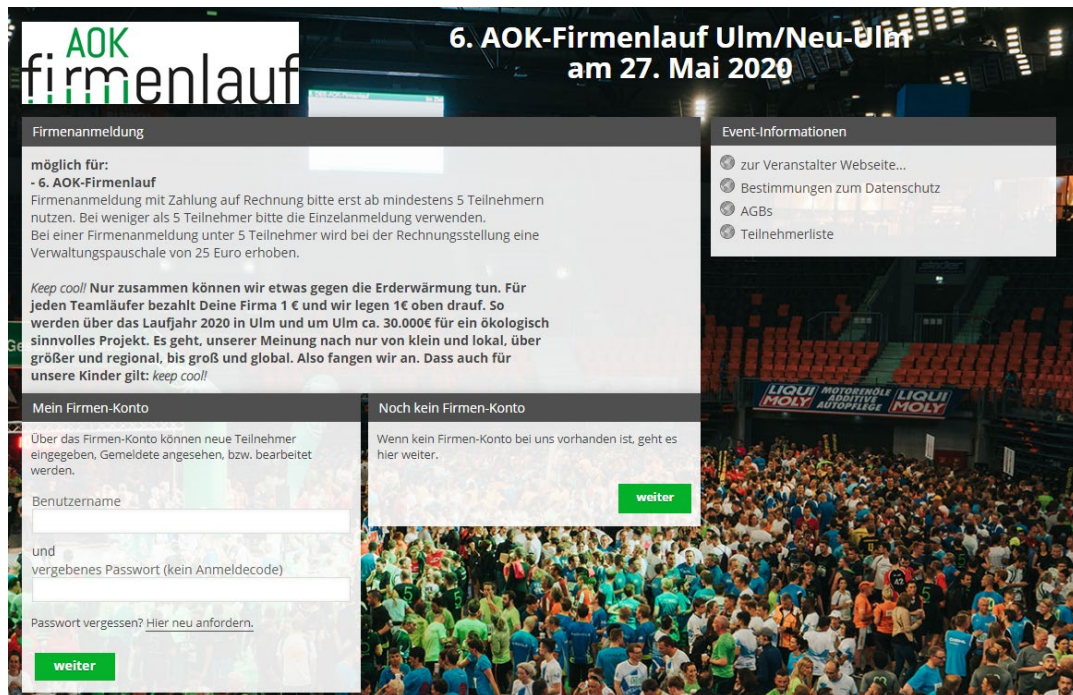 AOK
firmenlauf
6. AOK-Firmenlauf Ulm/Neu-Ulm
am 27. Mai 2020
Firmenanmeldung
möglich für:
- 6. AOK-Firmenlauf
Firmenanmeldung mit Zahlung auf Rechnung bitte erst ab mindestens 5 Teilnehmern
nutzen. Bei weniger als 5 Teilnehmer bitte die Einzelanmeldung verwenden.
Bei einer Firmenanmeldung unter 5 Teilnehmer wird bei der Rechnungsstellung eine
Verwaltungspauschale von 25 Euro erhoben.
Keep cool! Nur zusammen können wir etwas gegen die Erderwärmung tun. Für
jeden Teamläufer bezahlt Deine Firma 1 € und wir legen 1€ oben drauf. So
werden über das Laufjahr 2020 in Ulm und um Ulm ca. 30.000€ für ein ökologisch
sinnvolles Projekt. Es geht, unserer Meinung nach nur von klein und lokal, über
größer und regional, bis groß und global. Also fangen wir an. Dass auch für
unsere Kinder gilt: keep cool!
Event-Informationen
zur Veranstalter Webseite...
Bestimmungen zum Datenschutz
AGBs
Teilnehmerliste
LIQUI MOLY
MOTORENÖLE
ADDITIVE
AUTOPFLEGE
LIQUI MOLY
Mein Firmen-Konto
Über das Firmen-Konto können neue Teilnehmer
eingegeben, Gemeldete angesehen, bzw. bearbeitet
werden.
Benutzername
und
vergebenes Passwort (kein Anmeldecode)
Passwort vergessen? Hier neu anfordern.
weiter
Noch kein Firmen-Konto
Wenn kein Firmen-Konto bei uns vorhanden ist, geht es
hier weiter.
weiter